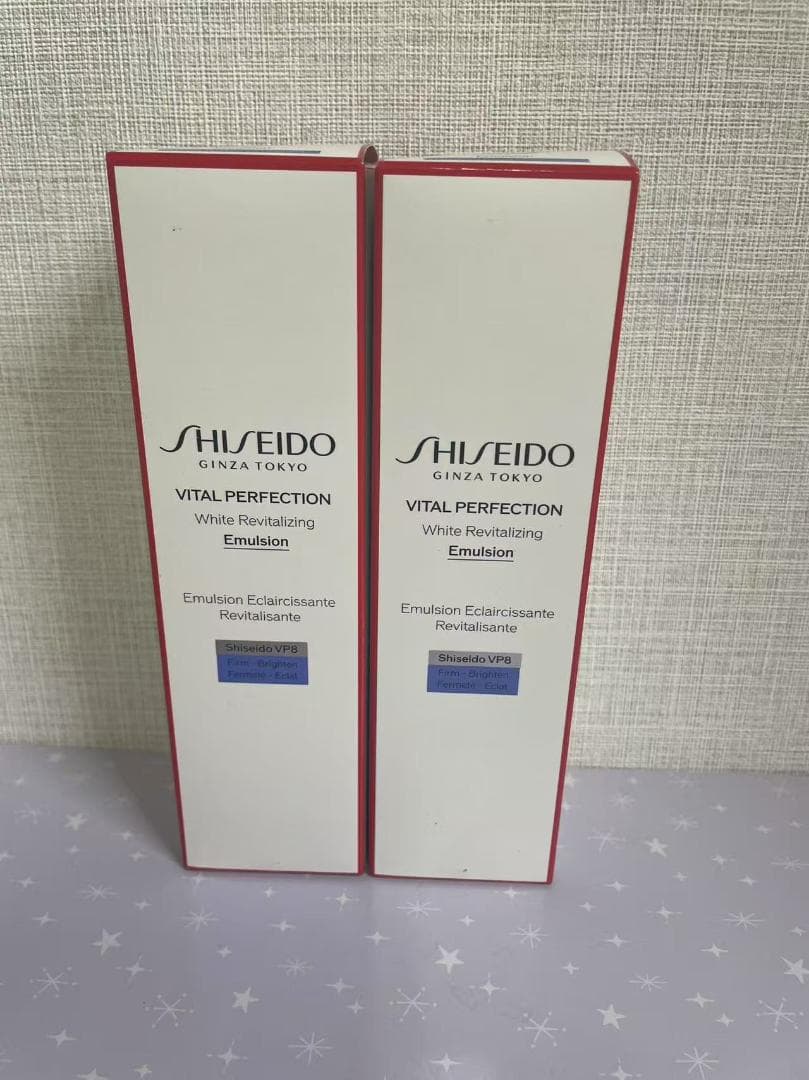 SHISEIDO
GINZA TOKYO
VITAL PERFECTION
White Revitalizing
Emulsion
Emulsion Eclaircissante
Revitalisante
Shiseido VP8
Firm - Brighten
Fermeté - Eclat
SHISEIDO
GINZA TOKYO
VITAL PERFECTION
White Revitalizing
Emulsion
Emulsion Eclaircissante
Revitalisante
Shiseido VP8
Firm - Brighten
Fermeté - Eclat